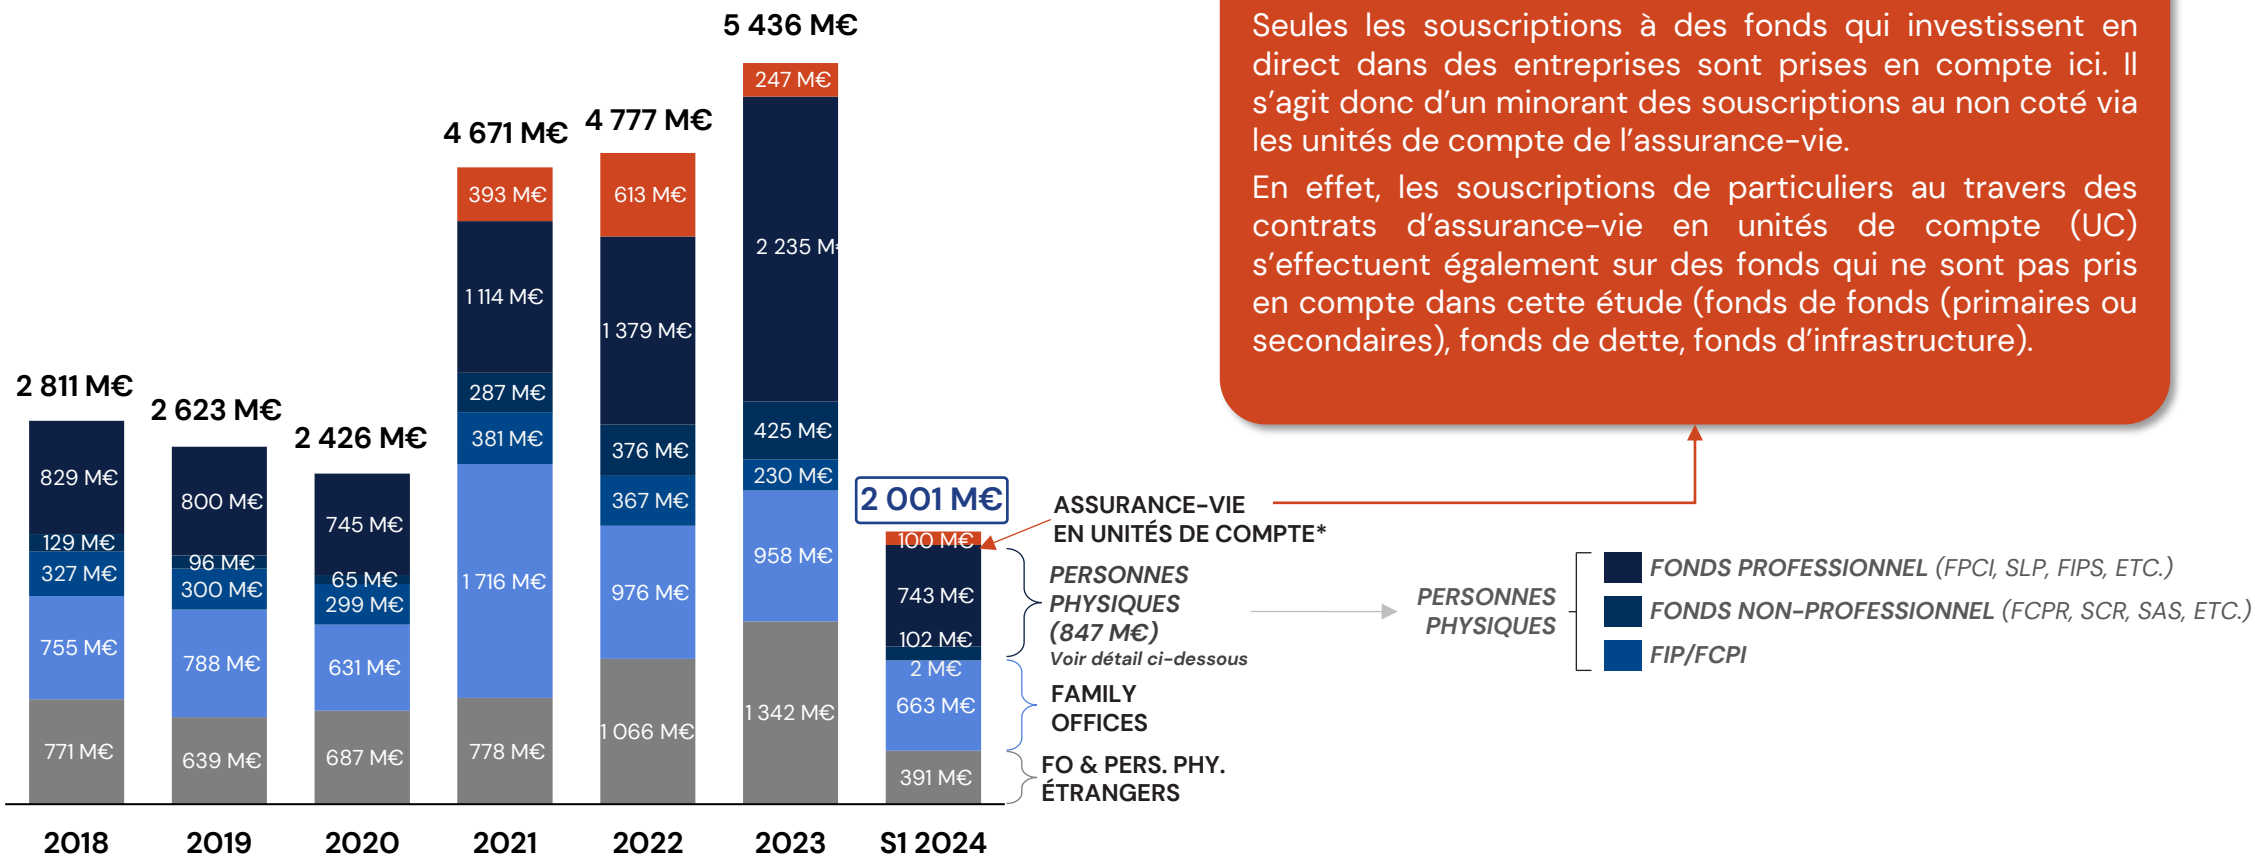 5 436 M€
247 M€
4 671 M€
4 777 M€
393 M€
613 M€
2 235 M
1 114 M€
1 379 M€
2 811 M€
287 M€
2 623 M€
425 M€
2 426 M€
381 M€
376 M€
829 M€
230 M€
800 M€
367 M€
745 M€
2 001 M€
129 M€
96 M€
100 M€
327 M€
65 M€
958 M€
300 M€
1 716 M€
976 M€
743 M€
299 M€
102 M€
755 M€
788 M€
631 M€
2 M€
663 M€
1 342 M€
771 M€
639 M€
687 M€
778 M€
1 066 M€
391 M€
2018
2019
2020
2021
2022
2023
S1 2024
Seules les souscriptions à des fonds qui investissent en
direct dans des entreprises sont prises en compte ici. Il
s’agit donc d’un minorant des souscriptions au non coté via
les unités de compte de l’assurance-vie.
En effet, les souscriptions de particuliers au travers des
contrats d’assurance-vie en unités de compte (UC)
s’effectuent également sur des fonds qui ne sont pas pris
en compte dans cette étude (fonds de fonds (primaires ou
secondaires), fonds de dette, fonds d’infrastructure).
ASSURANCE-VIE
EN UNITÉS DE COMPTE*
PERSONNES
PHYSIQUES
(847 M€)
Voir détail ci-dessous
FAMILY
OFFICES
FO & PERS. PHY.
ÉTRANGERS
PERSONNES
PHYSIQUES
FONDS PROFESSIONNEL (FPCI, SLP, FIPS, ETC.)
FONDS NON-PROFESSIONNEL (FCPR, SCR, SAS, ETC.)
FIP/FCPI